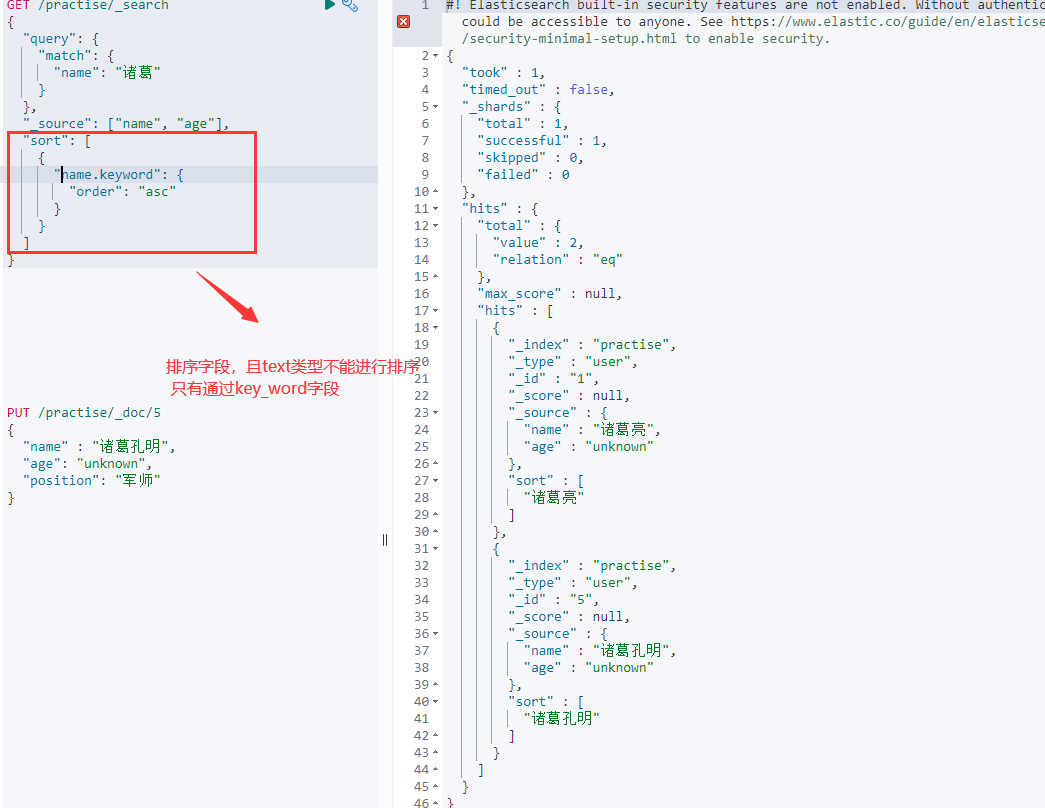 GET /practise/_search
{
  "query": {
    "match": {
      "name": "诸葛"
    }
  },
  "_source": ["name", "age"],
  "sort": [
    {
      "name.keyword": {
        "order": "asc"
      }
    }
  ]
}
排序字段，且text类型不能进行排序
只有通过key_word字段
PUT /practise/_doc/5
{
  "name" : "诸葛孔明",
  "age": "unknown",
  "position": "军师"
}
1 #! Elasticsearch built-in security features are not enabled. Without authentic
could be accessible to anyone. See https://www.elastic.co/guide/en/elasticse
/security-minimal-setup.html to enable security.
2 {
3   "took" : 1,
4   "timed_out" : false,
5   "_shards" : {
6     "total" : 1,
7     "successful" : 1,
8     "skipped" : 0,
9     "failed" : 0
10   },
11   "hits" : {
12     "total" : {
13       "value" : 2,
14       "relation" : "eq"
15     },
16     "max_score" : null,
17     "hits" : [
18       {
19         "_index" : "practise",
20         "_type" : "user",
21         "_id" : "1",
22         "_score" : null,
23         "_source" : {
24           "name" : "诸葛亮",
25           "age" : "unknown"
26         },
27         "sort" : [
28           "诸葛亮"
29         ]
30       },
31       {
32         "_index" : "practise",
33         "_type" : "user",
34         "_id" : "5",
35         "_score" : null,
36         "_source" : {
37           "name" : "诸葛孔明",
38           "age" : "unknown"
39         },
40         "sort" : [
41           "诸葛孔明"
42         ]
43       }
44     ]
45   }
46 }